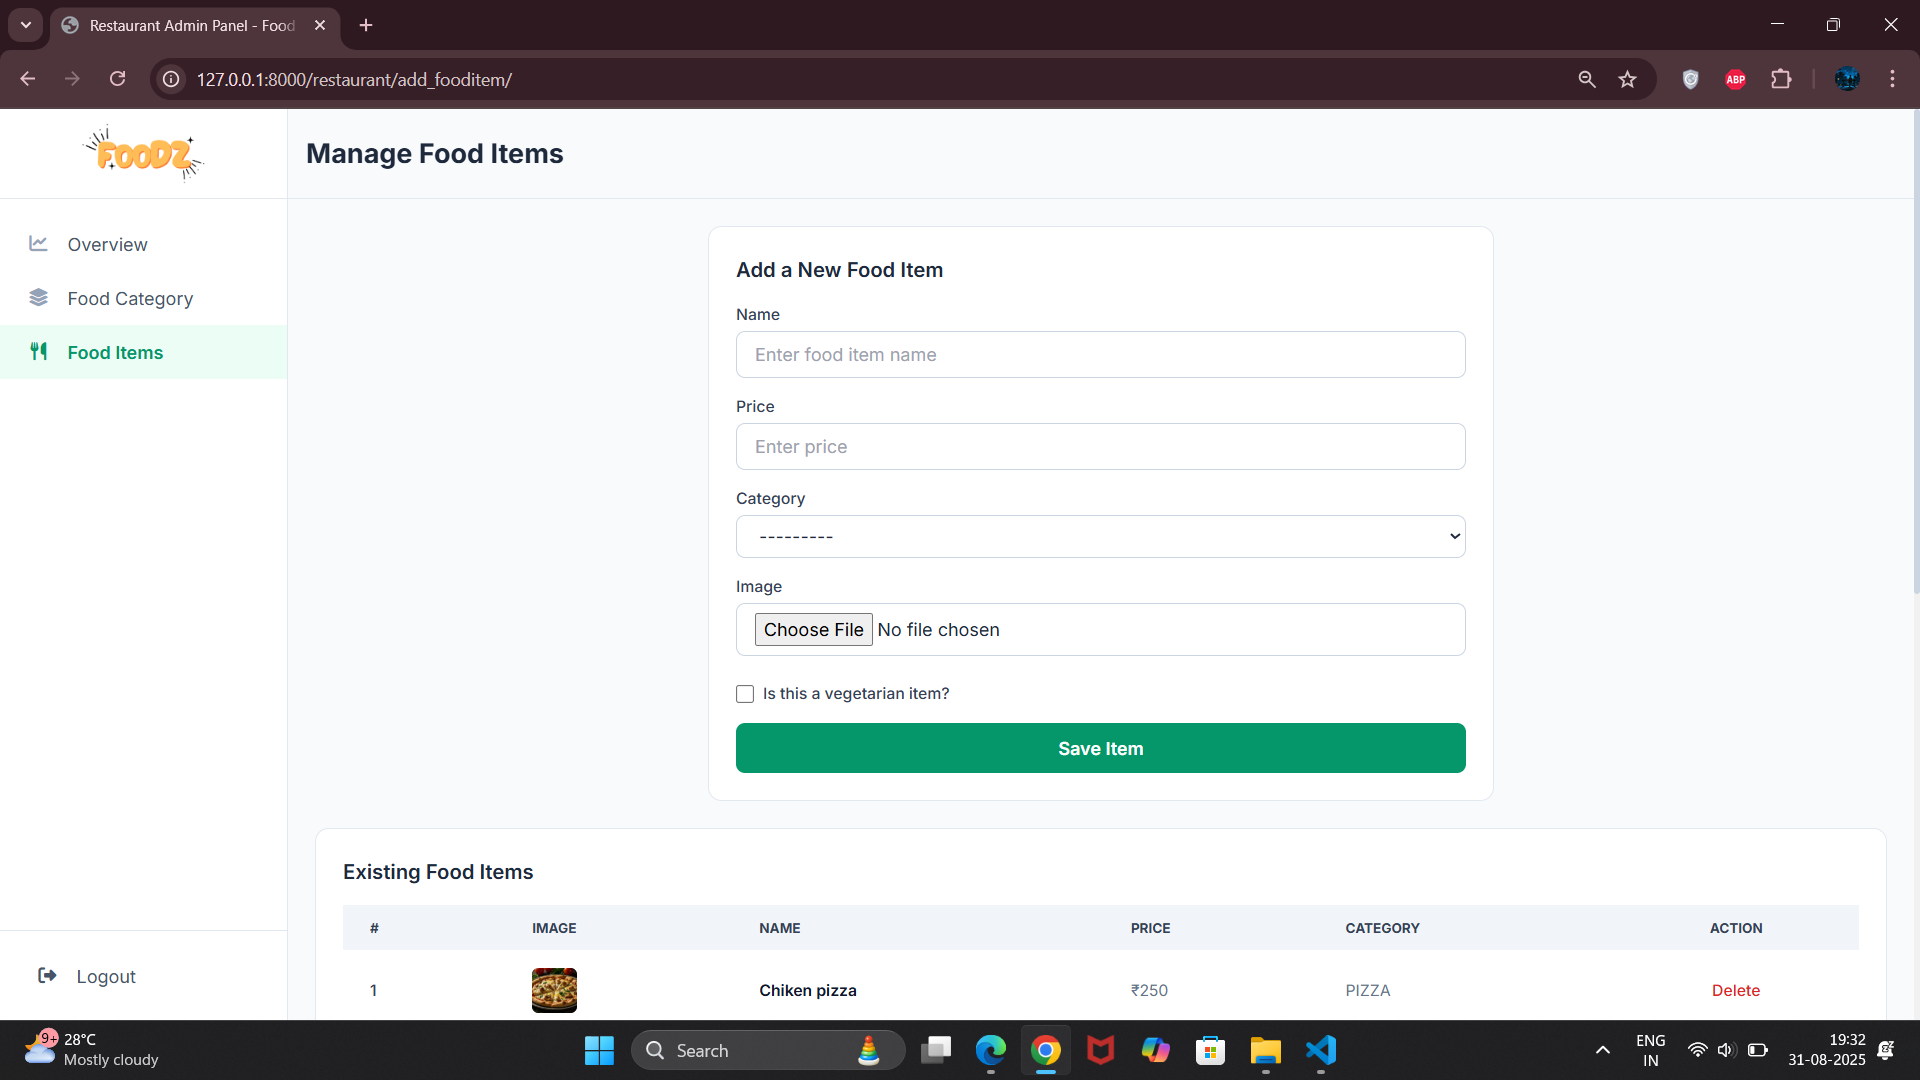 Restaurant Admin Panel - Food
127.0.0.1:8000/restaurant/add_fooditem/
ABP
FOODZ
Manage Food Items
Overview
Food Category
Food Items
Add a New Food Item
Name
Enter food item name
Price
Enter price
Category
---------
Image
Choose File No file chosen
Is this a vegetarian item?
Save Item
Existing Food Items
# IMAGE NAME PRICE CATEGORY ACTION
1 Chiken pizza ₹250 PIZZA Delete
Logout
9+ 28°C
Mostly cloudy
Search
ENG
IN
19:32
31-08-2025